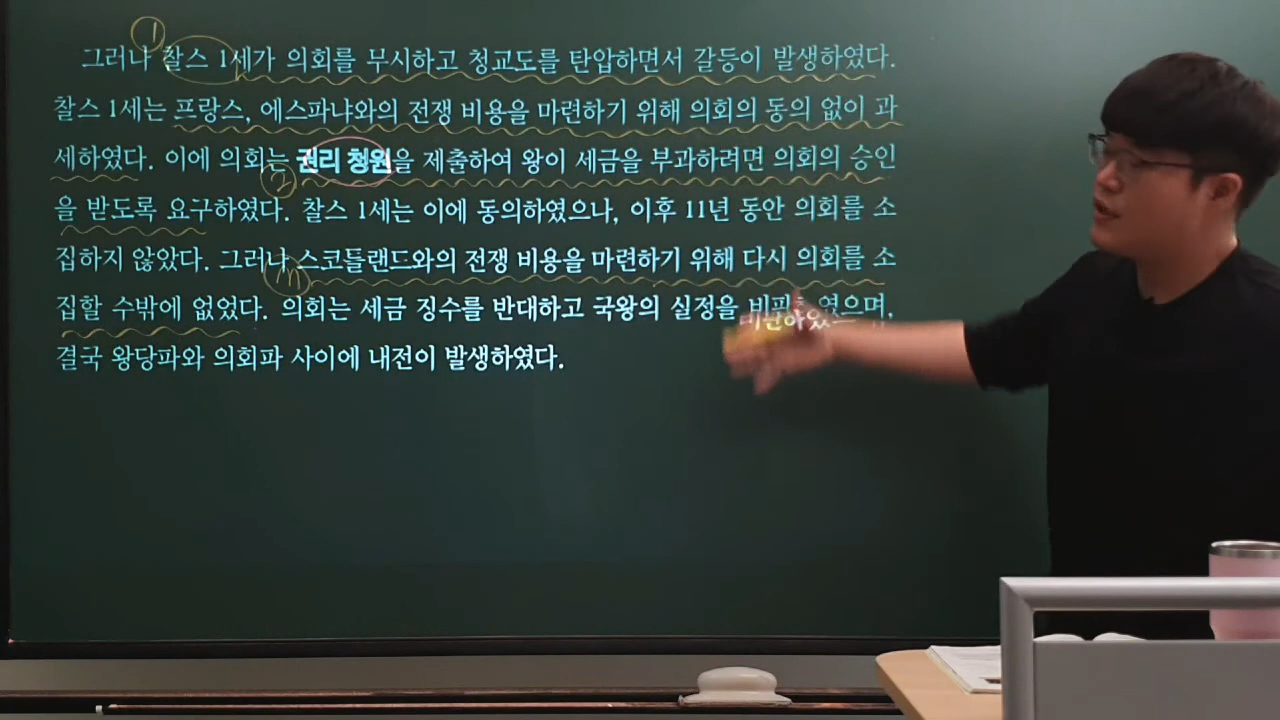 그러나 찰스 1세가 의회를 무시하고 청교도를 탄압하면서 갈등이 발생하였다.
찰스 1세는 프랑스, 에스파냐와의 전쟁 비용을 마련하기 위해 의회의 동의 없이 과
세하였다. 이에 의회는 권리 청원을 제출하여 왕이 세금을 부과하려면 의회의 승인
을 받도록 요구하였다. 찰스 1세는 이에 동의하였으나, 이후 11년 동안 의회를 소
집하지 않았다. 그러나 스코틀랜드와의 전쟁 비용을 마련하기 위해 다시 의회를 소
집할 수밖에 없었다. 의회는 세금 징수를 반대하고 국왕의 실정을 비판하였으며,
결국 왕당파와 의회파 사이에 내전이 발생하였다.